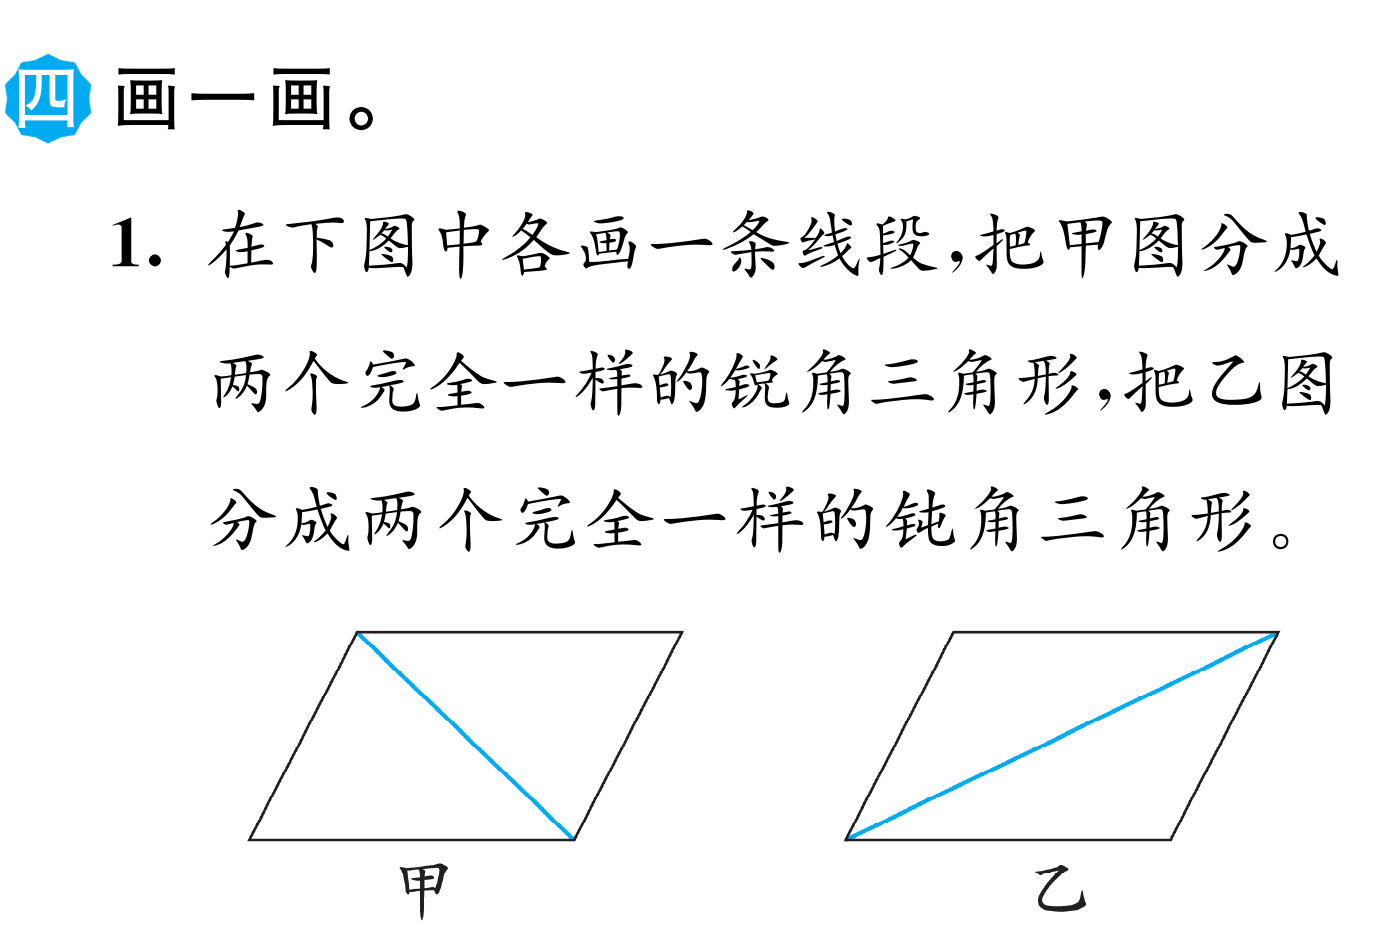 四 画一画。
1. 在下图中各画一条线段,把甲图分成
两个完全一样的锐角三角形,把乙图
分成两个完全一样的钝角三角形。
甲 乙